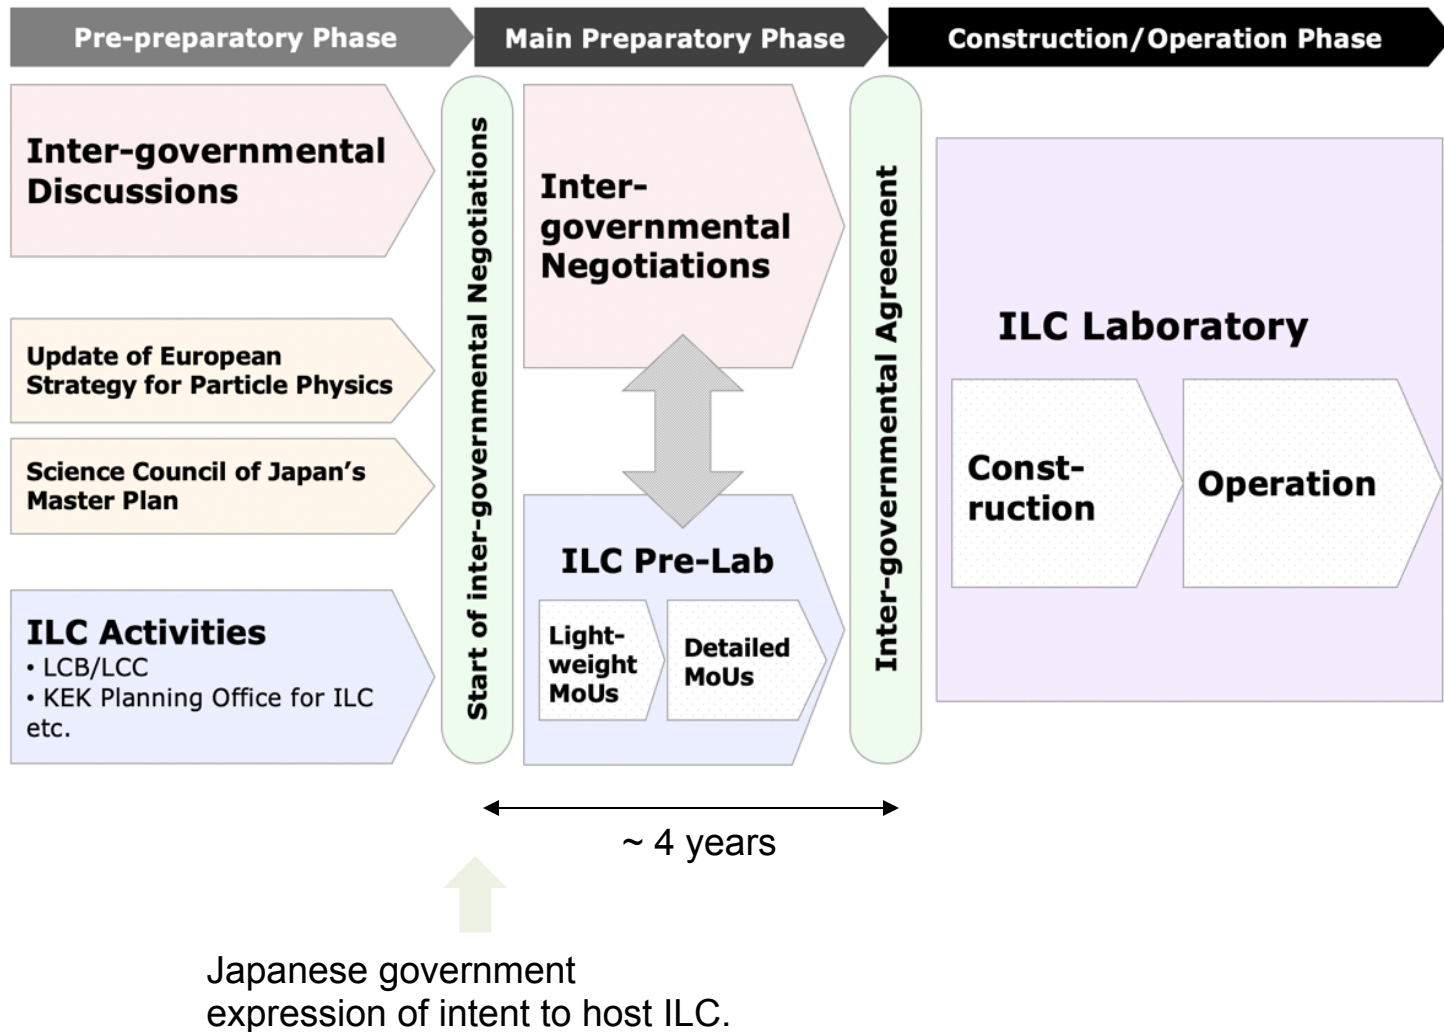 Pre-preparatory Phase
Main Preparatory Phase
Construction/Operation Phase
Inter-governmental
Discussions
Update of European
Strategy for Particle Physics
Science Council of Japan’s
Master Plan
ILC Activities
• LCB/LCC
• KEK Planning Office for ILC
etc.
Start of inter-governmental Negotiations
Inter-
governmental
Negotiations
ILC Pre-Lab
Light-
weight
MoUs
Detailed
MoUs
Inter-governmental Agreement
ILC Laboratory
Const-
ruction
Operation
~ 4 years
Japanese government
expression of intent to host ILC.